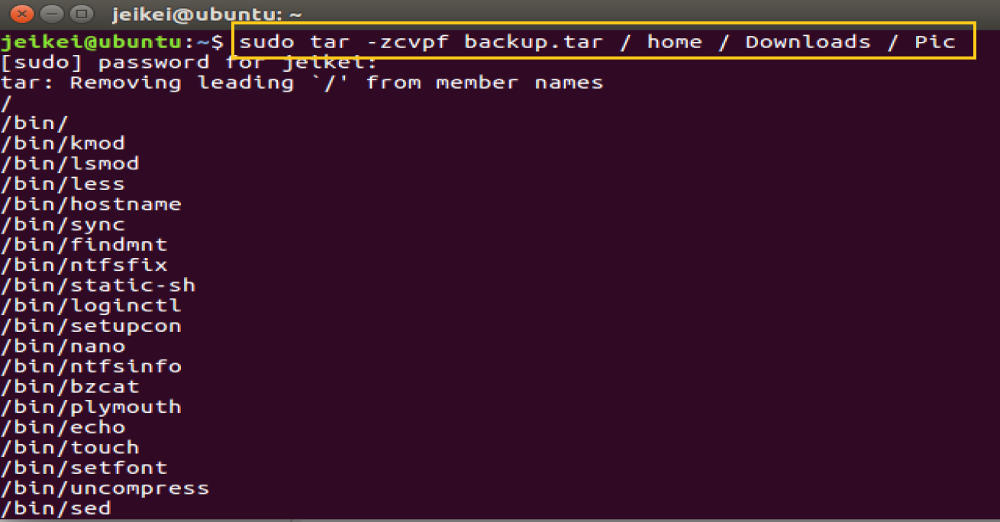 jeikei@ubuntu: ~
jeikei@ubuntu:~$ sudo tar -zcvpf backup.tar / home / Downloads / Pic
[sudo] password for jeikei:
tar: Removing leading `/' from member names
/
/bin/
/bin/kmod
/bin/lsmod
/bin/less
/bin/hostname
/bin/sync
/bin/findmnt
/bin/ntfsfix
/bin/static-sh
/bin/loginctl
/bin/setupcon
/bin/nano
/bin/ntfsinfo
/bin/bzcat
/bin/plymouth
/bin/echo
/bin/touch
/bin/setfont
/bin/uncompress
/bin/sed